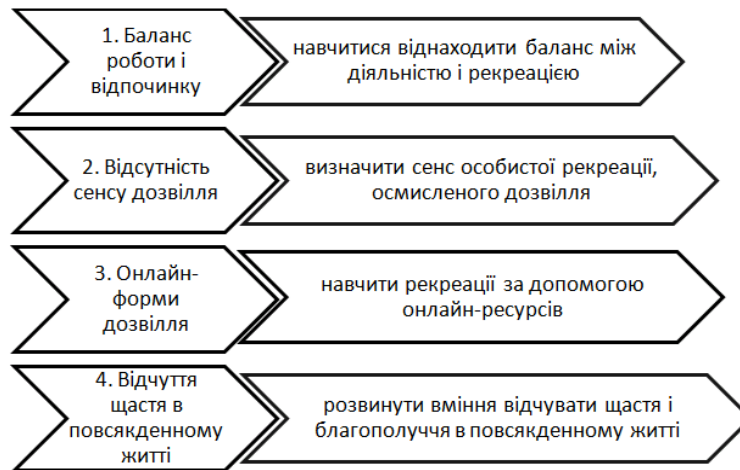 1. Баланс
роботи і
відпочинку
навчитися віднаходити баланс між
діяльністю і рекреацією
2. Відсутність
сенсу дозвілля
визначити сенс особистої рекреації,
осмисленого дозвілля
3. Онлайн-
форми
дозвілля
навчити рекреації за допомогою
онлайн-ресурсів
4. Відчуття
щастя в
повсякденному
житті
розвинути вміння відчувати щастя і
благополуччя в повсякденному житті